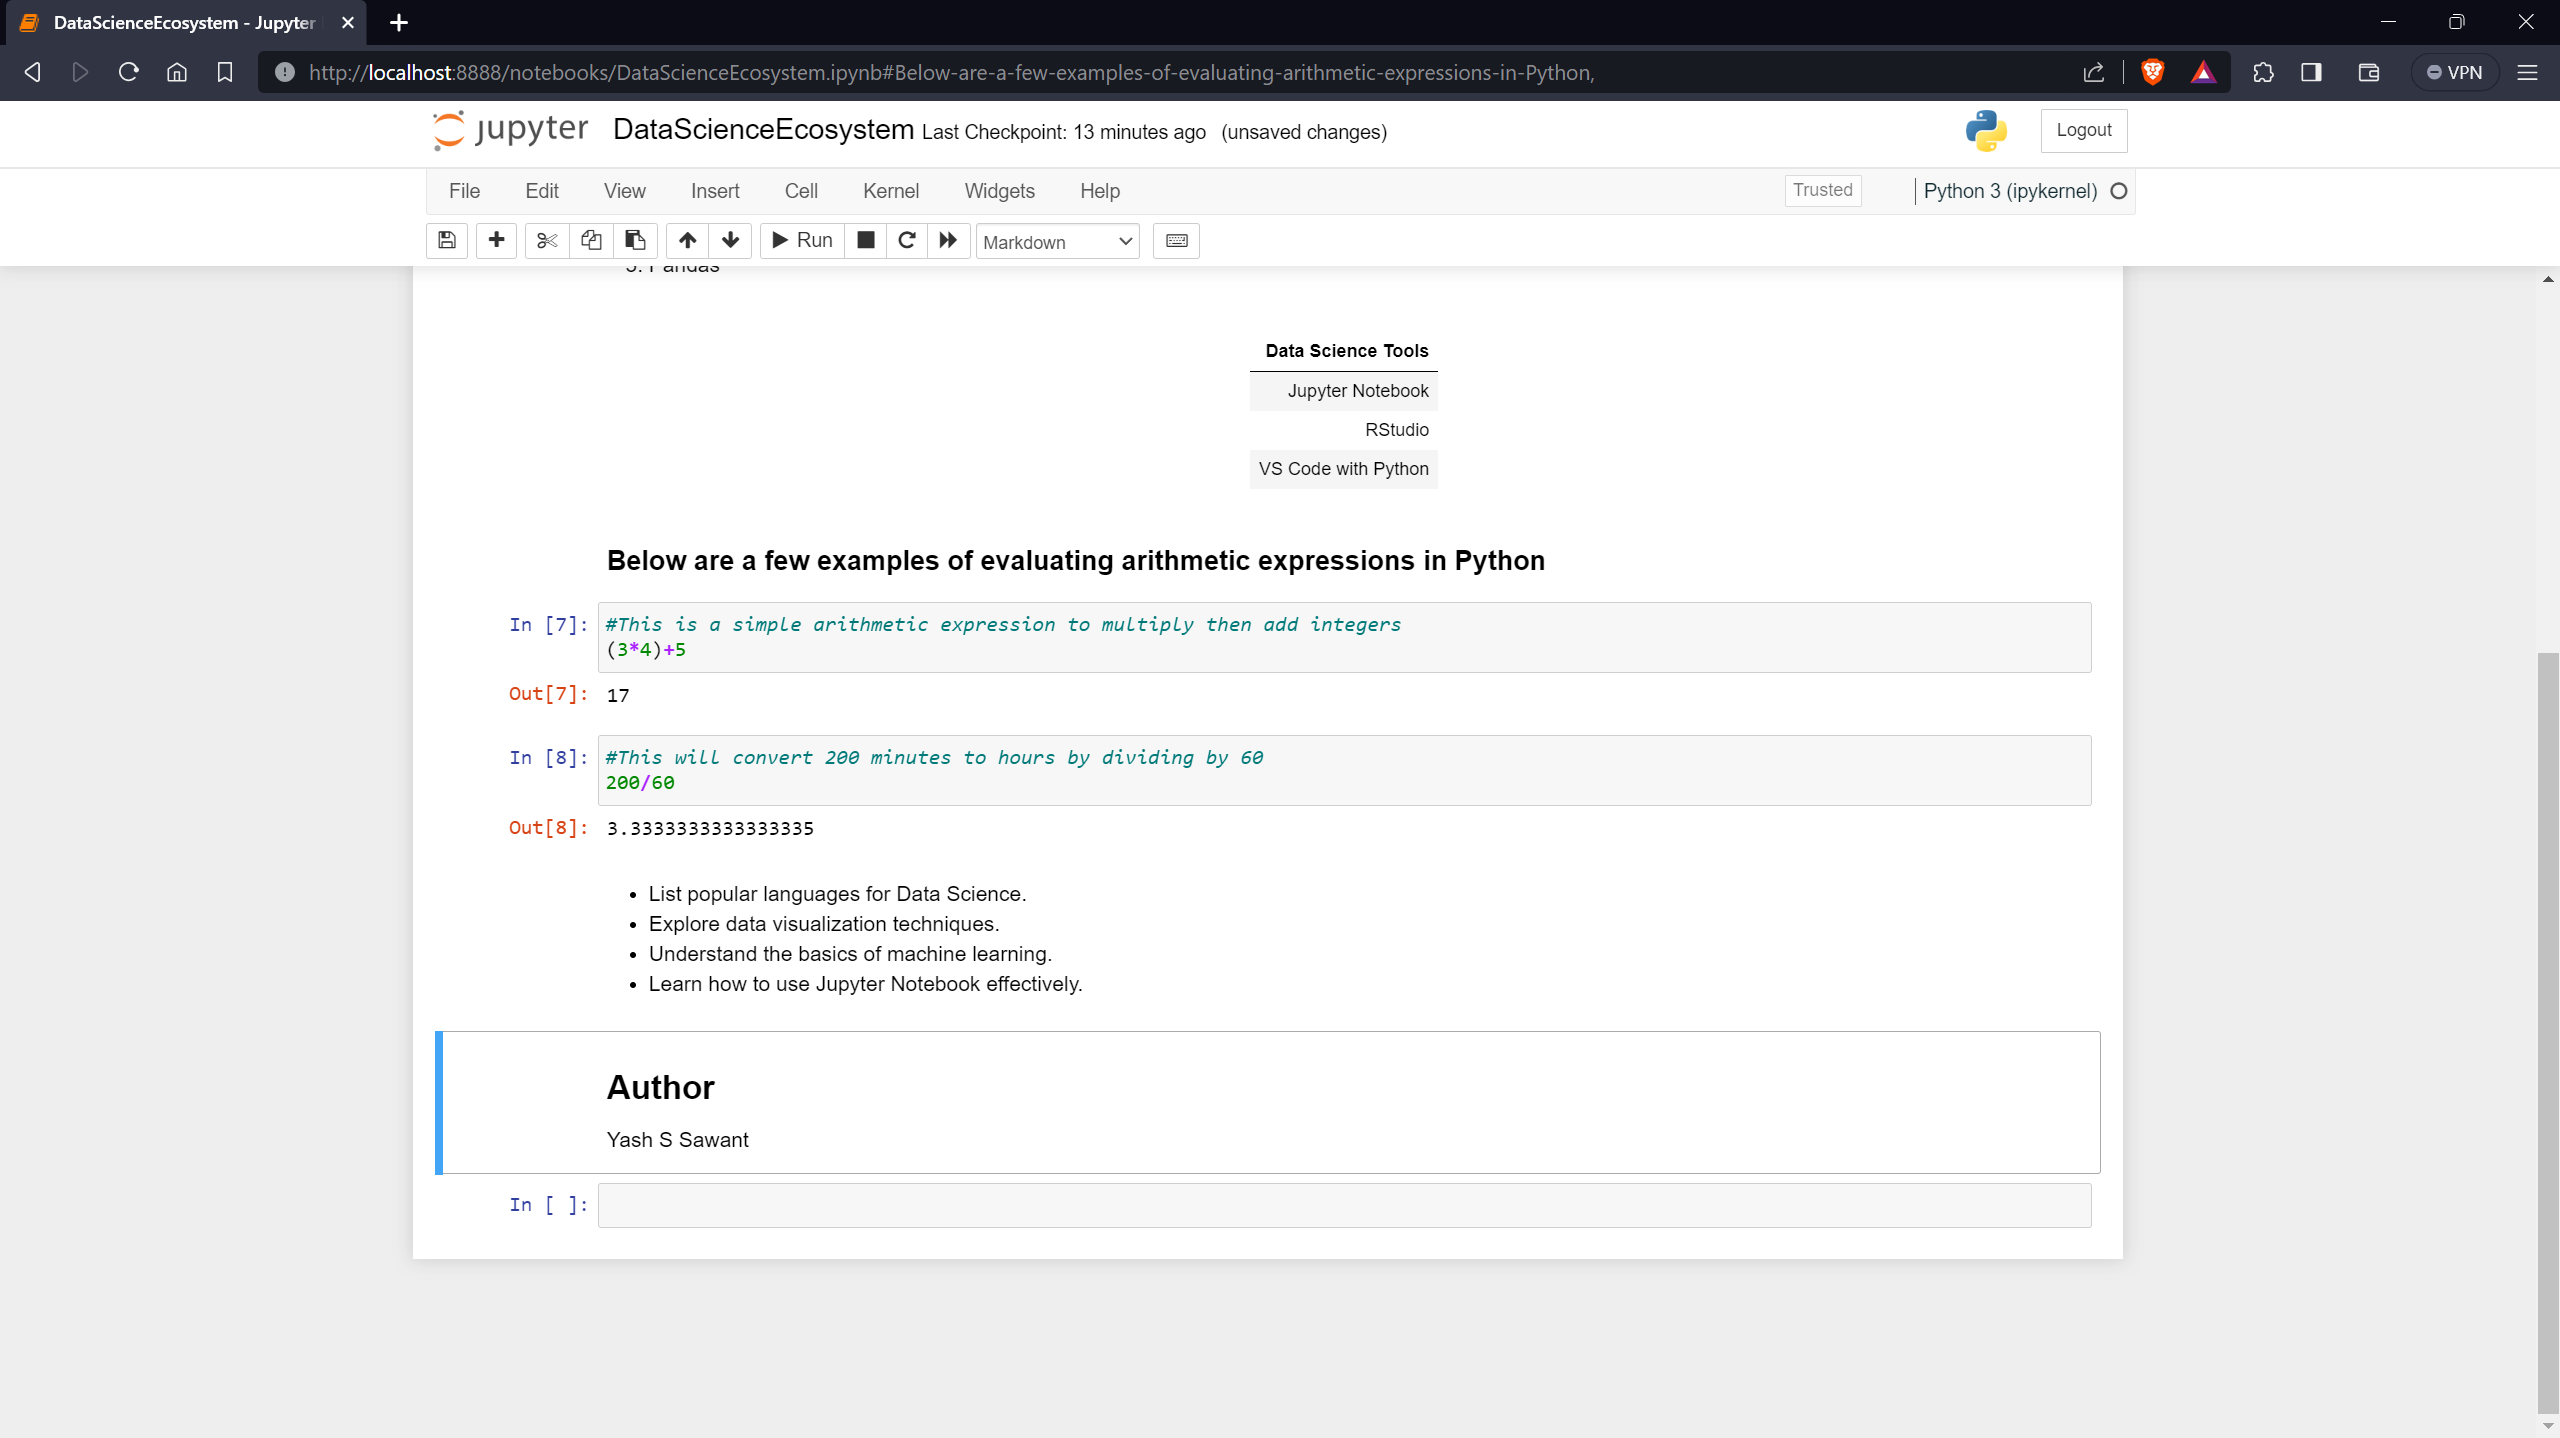 DataScienceEcosystem - Jupyter
http://localhost:8888/notebooks/DataScienceEcosystem.ipynb#Below-are-a-few-examples-of-evaluating-arithmetic-expressions-in-Python,
VPN
jupyter DataScienceEcosystem Last Checkpoint: 13 minutes ago (unsaved changes)
Logout
File Edit View Insert Cell Kernel Widgets Help
Trusted
Python 3 (ipykernel)
Run
Markdown
Pandas
Data Science Tools
Jupyter Notebook
RStudio
VS Code with Python
Below are a few examples of evaluating arithmetic expressions in Python
In [7]: #This is a simple arithmetic expression to multiply then add integers
(3*4)+5
Out[7]: 17
In [8]: #This will convert 200 minutes to hours by dividing by 60
200/60
Out[8]: 3.3333333333333335
• List popular languages for Data Science.
• Explore data visualization techniques.
• Understand the basics of machine learning.
• Learn how to use Jupyter Notebook effectively.
Author
Yash S Sawant
In [ ]: